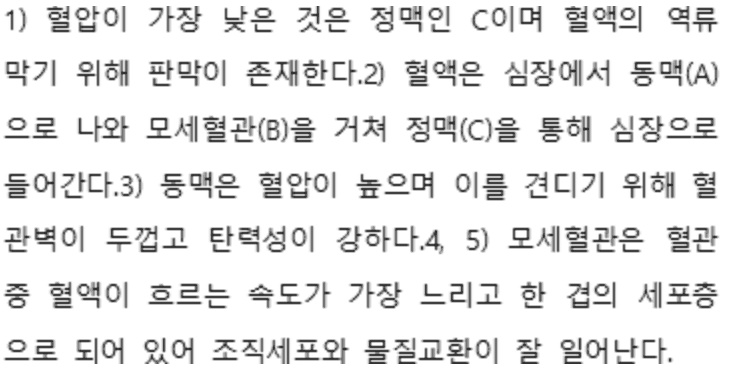 1) 혈압이 가장 낮은 것은 정맥인 C이며 혈액의 역류
막기 위해 판막이 존재한다.2) 혈액은 심장에서 동맥(A)
으로 나와 모세혈관(B)을 거쳐 정맥(C)을 통해 심장으로
들어간다.3) 동맥은 혈압이 높으며 이를 견디기 위해 혈
관벽이 두껍고 탄력성이 강하다.4, 5) 모세혈관은 혈관
중 혈액이 흐르는 속도가 가장 느리고 한 겹의 세포층
으로 되어 있어 조직세포와 물질교환이 잘 일어난다.